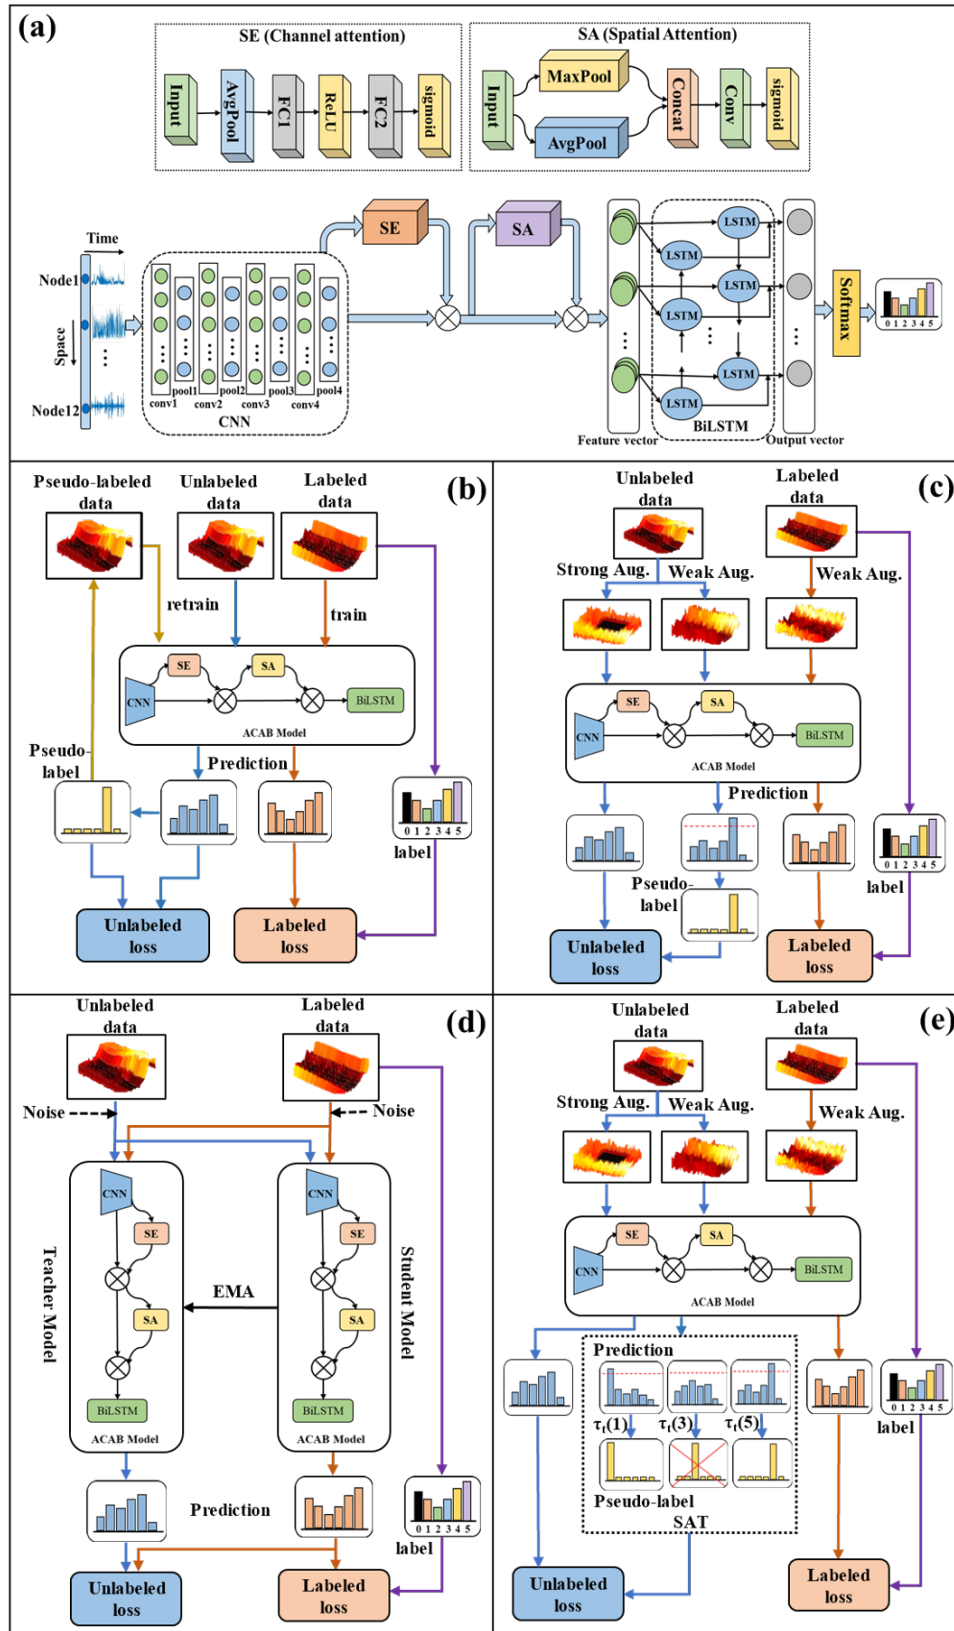 (a)
SE (Channel attention)
Input
AvgPool
FC1
ReLU
FC2
sigmoid
SA (Spatial Attention)
Input
MaxPool
AvgPool
Concat
Conv
sigmoid
Time
Node1
Space
Node12
SE
SA
conv1
pool1
conv2
pool2
conv3
pool3
conv4
pool4
CNN
LSTM
LSTM
LSTM
LSTM
LSTM
LSTM
BiLSTM
Feature vector
Output vector
Softmax
0 1 2 3 4 5
(b)
Pseudo-labeled
data
Unlabeled
data
Labeled
data
retrain
train
CNN
SE
SA
BiLSTM
ACAB Model
Pseudo-
label
Prediction
0 1 2 3 4 5
label
Unlabeled
loss
Labeled
loss
(c)
Unlabeled
data
Labeled
data
Strong Aug.
Weak Aug.
Weak Aug.
CNN
SE
SA
BiLSTM
ACAB Model
Prediction
Pseudo-
label
0 1 2 3 4 5
label
Unlabeled
loss
Labeled
loss
(d)
Unlabeled
data
Labeled
data
Noise
Noise
Teacher Model
CNN
SE
SA
BiLSTM
ACAB Model
EMA
Student Model
CNN
SE
SA
BiLSTM
ACAB Model
Prediction
0 1 2 3 4 5
label
Unlabeled
loss
Labeled
loss
(e)
Unlabeled
data
Labeled
data
Strong Aug.
Weak Aug.
Weak Aug.
CNN
SE
SA
BiLSTM
ACAB Model
Prediction
τt(1)
τt(3)
τt(5)
Pseudo-label
SAT
0 1 2 3 4 5
label
Unlabeled
loss
Labeled
loss